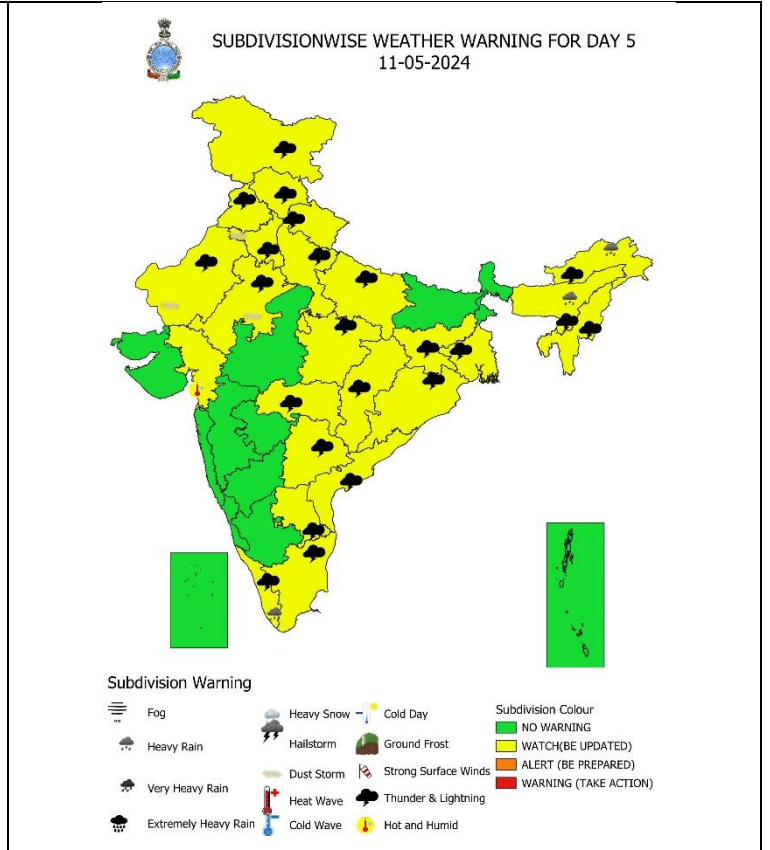 SUBDIVISIONWISE WEATHER WARNING FOR DAY 5
11-05-2024
Subdivision Warning
Fog
Heavy Rain
Very Heavy Rain
Extremely Heavy Rain
Heavy Snow
Hailstorm
Dust Storm
Heat Wave
Cold Wave
Cold Day
Ground Frost
Strong Surface Winds
Thunder & Lightning
Hot and Humid
Subdivision Colour
NO WARNING
WATCH(BE UPDATED)
ALERT (BE PREPARED)
WARNING (TAKE ACTION)